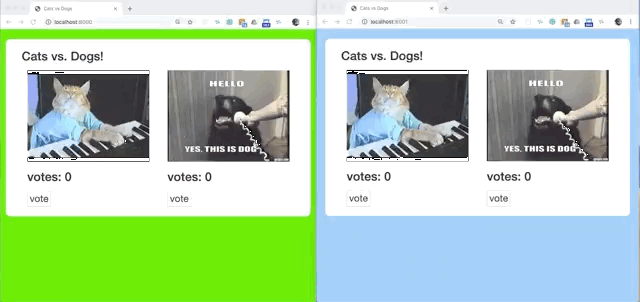 Cats vs Dogs
localhost:8000
Cats vs. Dogs!
HELLO
YES, THIS IS DOG
votes: 0
votes: 0
vote
vote
Cats vs Dogs
localhost:8001
Cats vs. Dogs!
HELLO
YES, THIS IS DOG
votes: 0
votes: 0
vote
vote